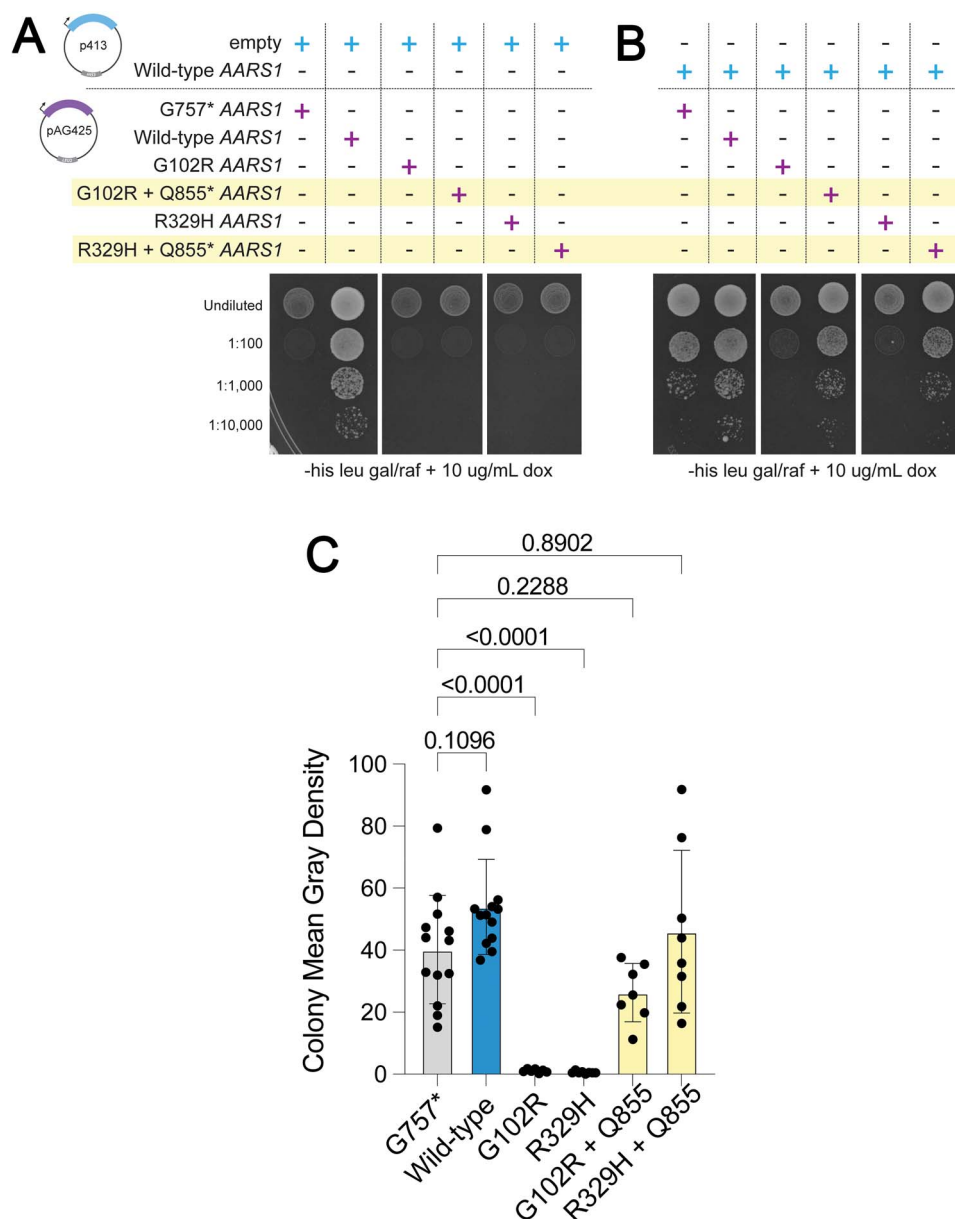 A
B
p413
empty + + + + + +
- - - - - -
Wild-type AARS1 - - - - - -
+ + + + + +
pAG425
G757* AARS1 + - - - - -
+ - - - - -
Wild-type AARS1 - + - - - -
- + - - - -
G102R AARS1 - - + - - -
- - + - - -
G102R + Q855* AARS1 - - - + - -
- - - + - -
R329H AARS1 - - - - + -
- - - - + -
R329H + Q855* AARS1 - - - - - +
- - - - - +
Undiluted
1:100
1:1,000
1:10,000
-his leu gal/raf + 10 ug/mL dox
-his leu gal/raf + 10 ug/mL dox
C
0.8902
0.2288
<0.0001
<0.0001
0.1096
Colony Mean Gray Density
100
80
60
40
20
0
G757*
Wild-type
G102R
R329H
G102R + Q855
R329H + Q855